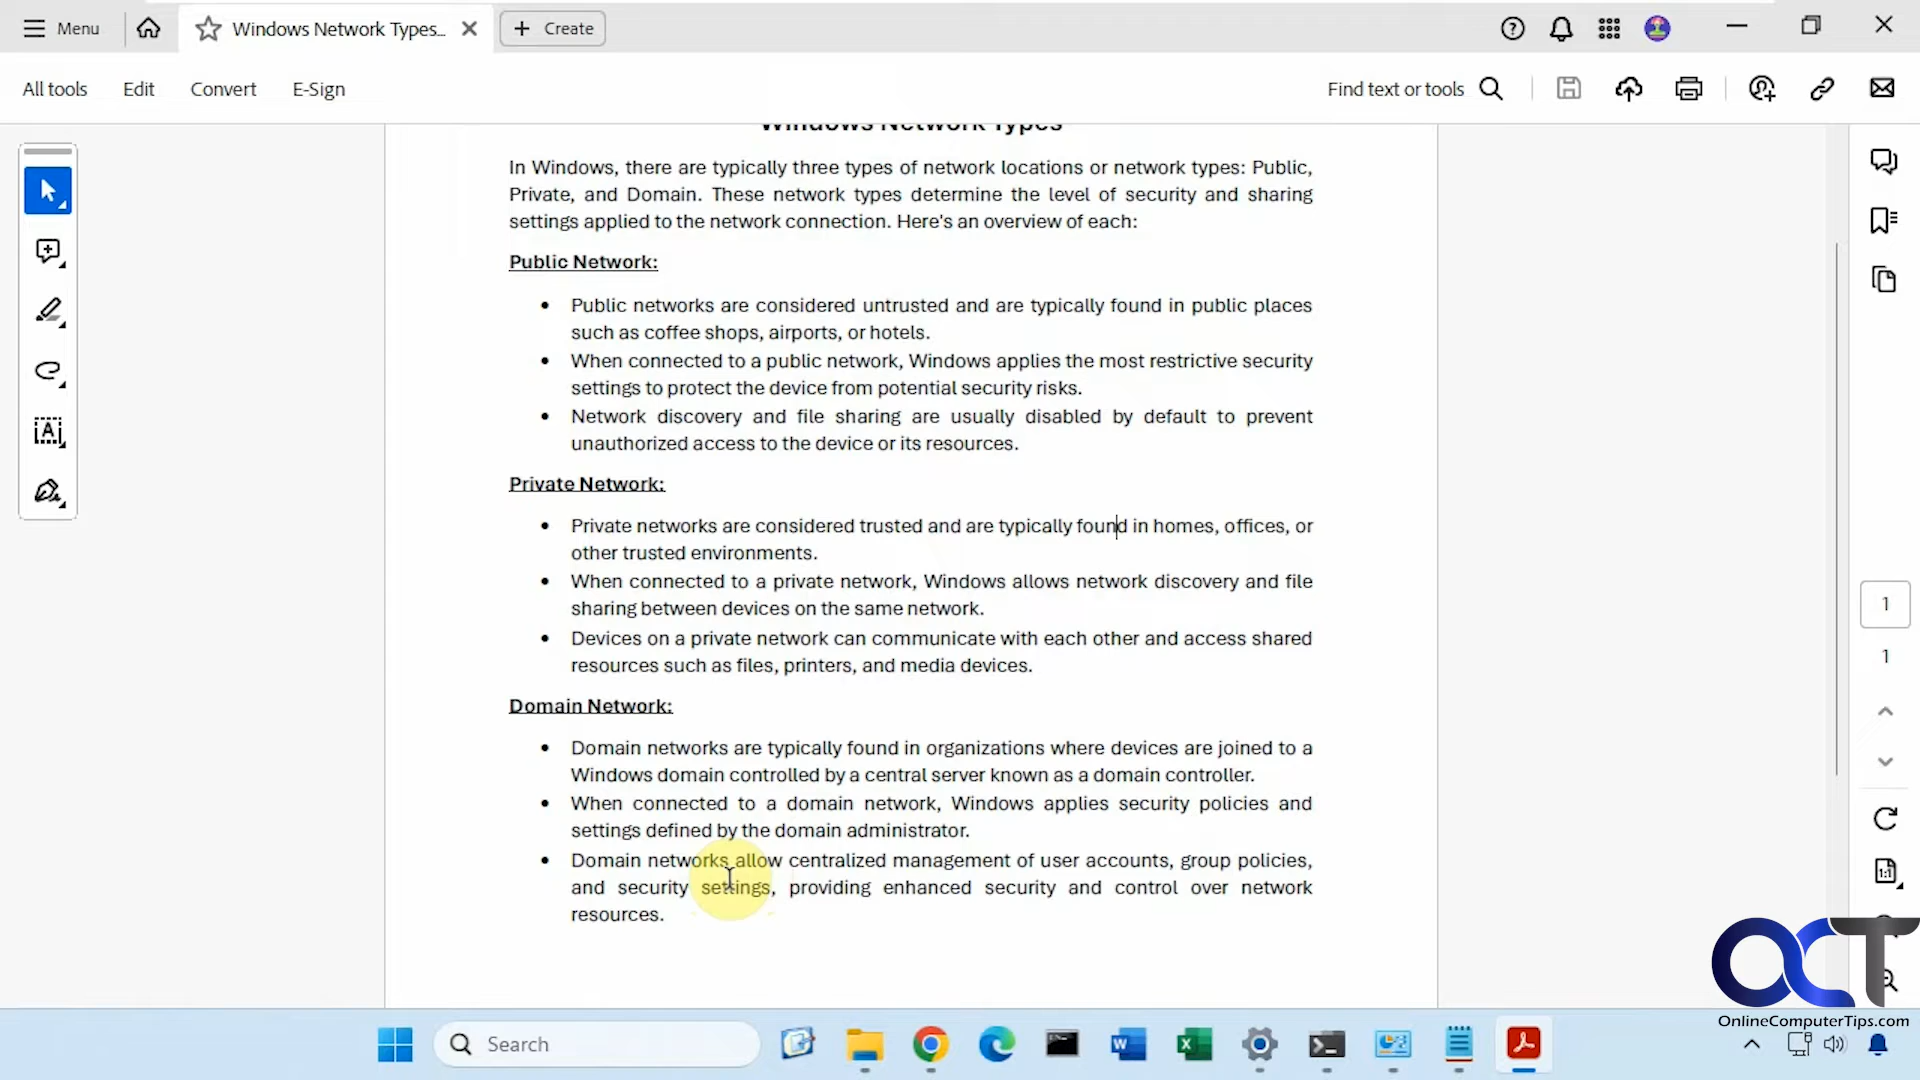 Menu
Windows Network Types...
Create
All tools
Edit
Convert
E-Sign
Find text or tools
Windows Network Types
In Windows, there are typically three types of network locations or network types: Public,
Private, and Domain. These network types determine the level of security and sharing
settings applied to the network connection. Here's an overview of each:
Public Network:
• Public networks are considered untrusted and are typically found in public places
such as coffee shops, airports, or hotels.
• When connected to a public network, Windows applies the most restrictive security
settings to protect the device from potential security risks.
• Network discovery and file sharing are usually disabled by default to prevent
unauthorized access to the device or its resources.
Private Network:
• Private networks are considered trusted and are typically found in homes, offices, or
other trusted environments.
• When connected to a private network, Windows allows network discovery and file
sharing between devices on the same network.
• Devices on a private network can communicate with each other and access shared
resources such as files, printers, and media devices.
Domain Network:
• Domain networks are typically found in organizations where devices are joined to a
Windows domain controlled by a central server known as a domain controller.
• When connected to a domain network, Windows applies security policies and
settings defined by the domain administrator.
• Domain networks allow centralized management of user accounts, group policies,
and security settings, providing enhanced security and control over network
resources.
1
1
1:1
OCT
OnlineComputerTips.com
Search